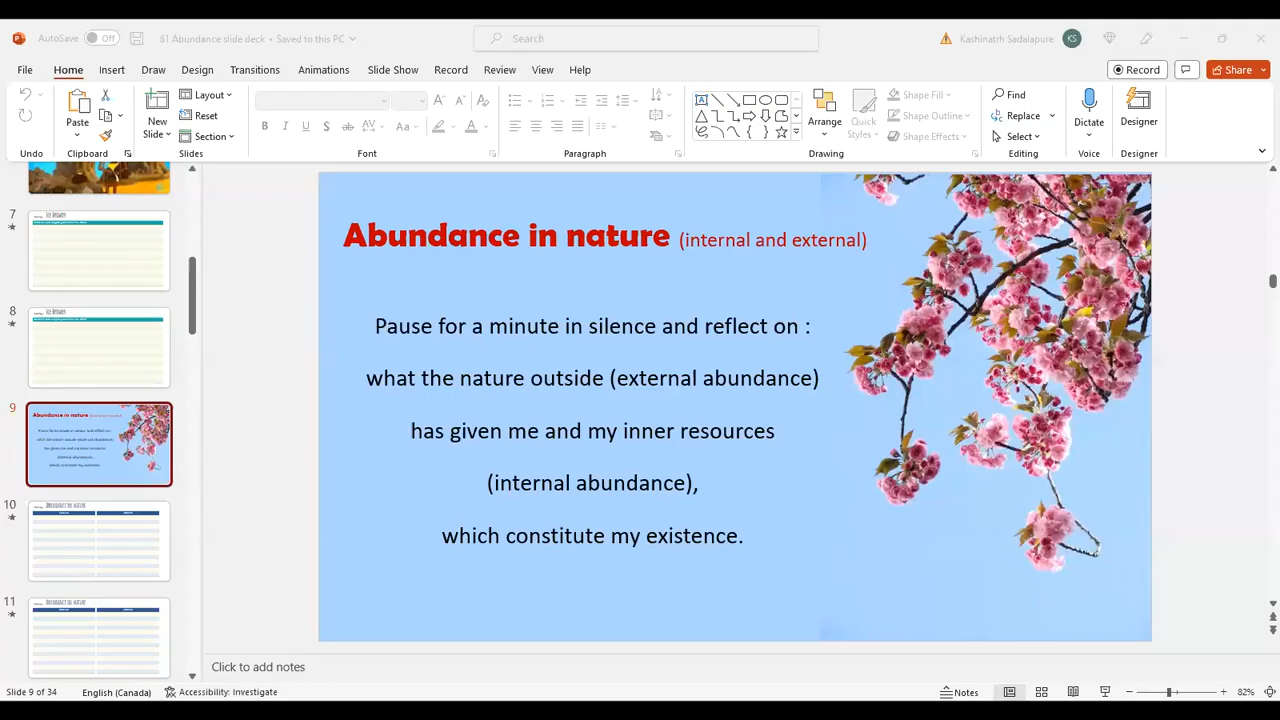 AutoSave Off 61 Abundance slide deck • Saved to this PC Search Kashinath Sadalapure KS
File Home Insert Draw Design Transitions Animations Slide Show Record Review View Help Record Share
Paste New Slide Layout Reset Section
B I U S ab AV Aa A
Arrange Quick Styles Shape Fill Shape Outline Shape Effects
Find Replace Select
Dictate Designer
Undo Clipboard Slides Font Paragraph Drawing Editing Voice Designer
7
8
9
10
11
Abundance in nature (internal and external)
Pause for a minute in silence and reflect on :
what the nature outside (external abundance)
has given me and my inner resources
(internal abundance),
which constitute my existence.
Click to add notes
Slide 9 of 34 English (Canada) Accessibility: Investigate Notes 82%